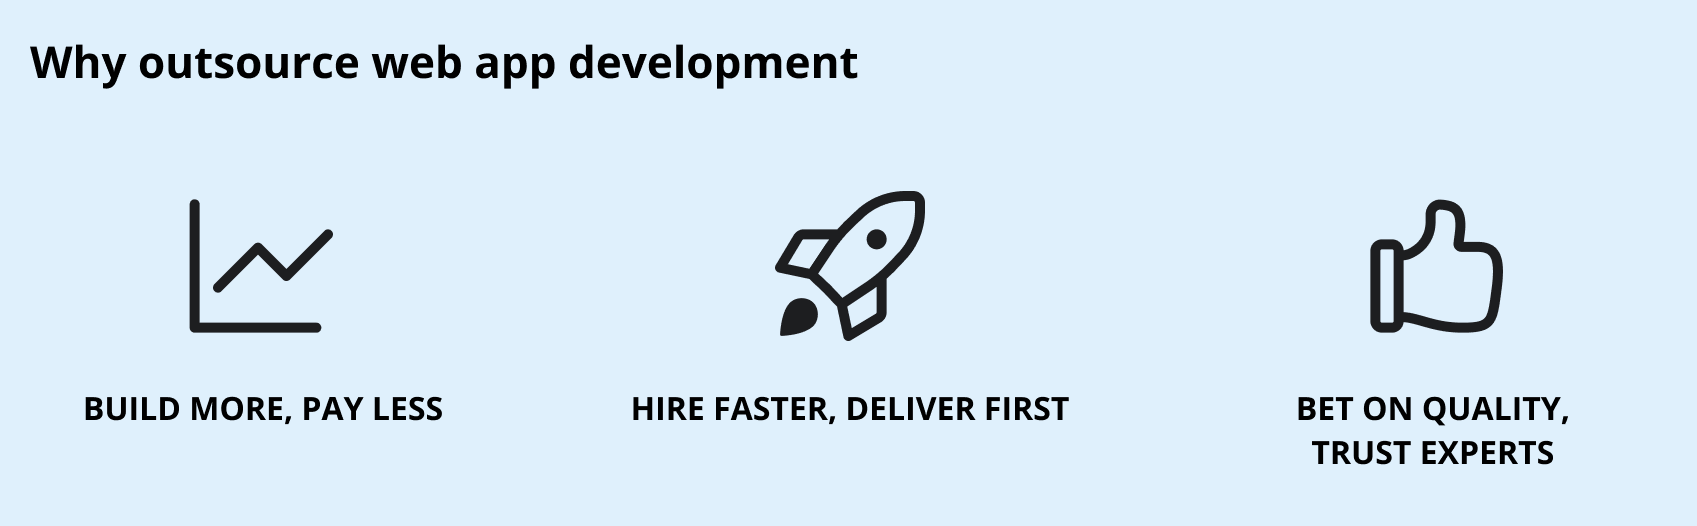 Why outsource web app development
BUILD MORE, PAY LESS
HIRE FASTER, DELIVER FIRST
BET ON QUALITY,
TRUST EXPERTS